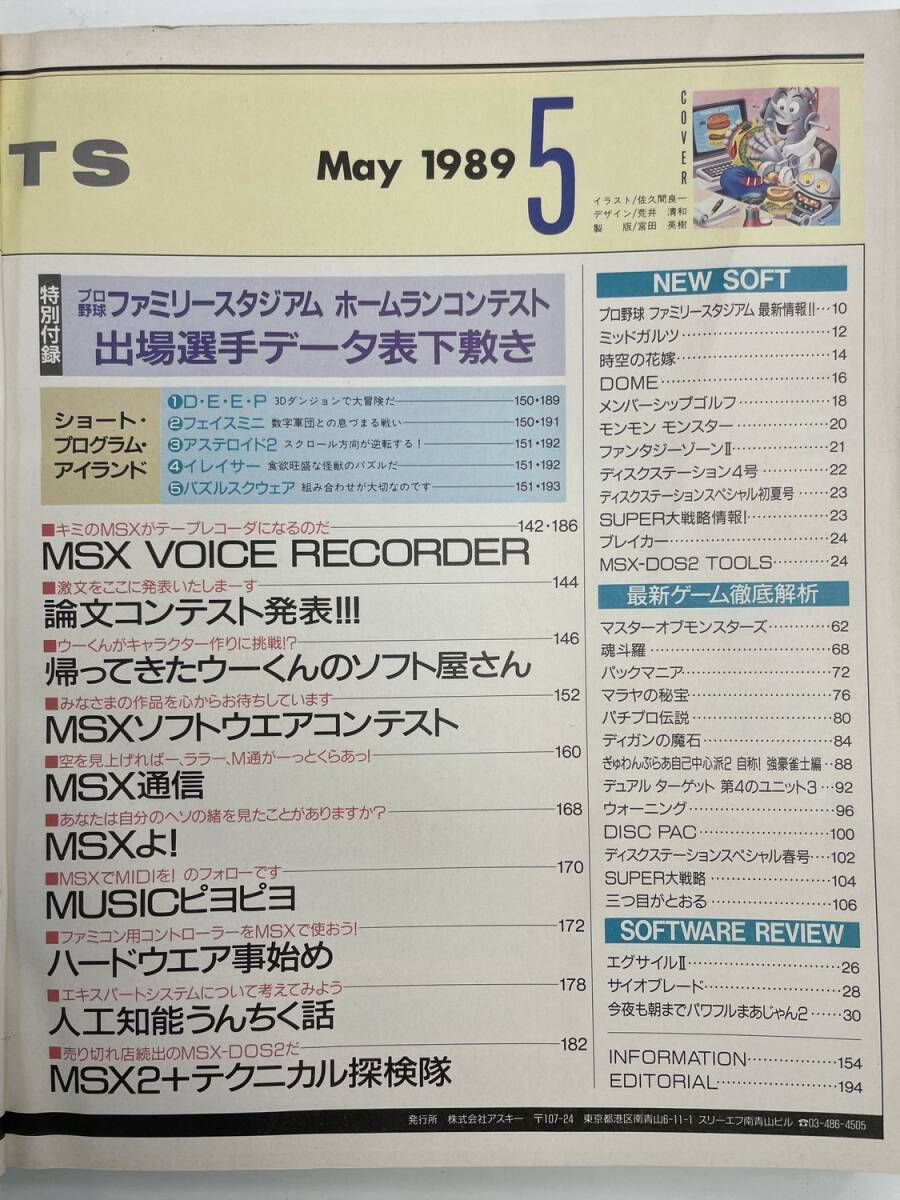 TS
May 1989 5
COVER
イラスト/佐久間良一
デザイン/荒井 清和
製 版/宮田 英樹
特別付録
プロ野球 ファミリースタジアム ホームランコンテスト
出場選手データ表下敷き
ショート・
プログラム・
アイランド
①D・E・E・P 3Dダンジョンで大冒険だ 150・189
②フェイスミニ 数字軍団との息づまる戦い 150・191
③アステロイド2 スクロール方向が逆転する! 151・192
④イレイサー 食欲旺盛な怪獣のパズルだ 151・192
⑤パズルスクウェア 組み合わせが大切なのです 151・193
■キミのMSXがテープレコーダになるのだ 142・186
MSX VOICE RECORDER
■激文をここに発表いたしまーす 144
論文コンテスト発表!!!
■ウーくんがキャラクター作りに挑戦!? 146
帰ってきたウーくんのソフト屋さん
■みなさまの作品を心からお待ちしています 152
MSXソフトウエアコンテスト
■空を見上げればー、ララー、M通がーっとくらあっ! 160
MSX通信
■あなたは自分のヘソの緒を見たことがありますか? 168
MSXよ!
■MSXでMIDIを! のフォローです 170
MUSICピヨピヨ
■ファミコン用コントローラーをMSXで使おう! 172
ハードウエア事始め
■エキスパートシステムについて考えてみよう 178
人工知能うんちく話
■売り切れ店続出のMSX-DOS2だ 182
MSX2+テクニカル探検隊
NEW SOFT
プロ野球 ファミリースタジアム 最新情報II…10
ミッドガルツ…………12
時空の花嫁…………14
DOME…………16
メンバーシップゴルフ…………18
モンモン モンスター…………20
ファンタジーゾーンII…………21
ディスクステーション4号…………22
ディスクステーションスペシャル初夏号……23
SUPER大戦略情報!…………23
ブレイカー…………24
MSX-DOS2 TOOLS…………24
最新ゲーム徹底解析
マスターオブモンスターズ…………62
魂斗羅…………68
パックマニア…………72
マラヤの秘宝…………76
パチプロ伝説…………80
ディガンの魔石…………84
ぎゅわんぶらあ自己中心派2 自称! 強豪雀士編…88
デュアル ターゲット 第4のユニット3…92
ウォーニング…………96
DISC PAC…………100
ディスクステーションスペシャル春号…102
SUPER大戦略…………104
三つ目がとおる…………106
SOFTWARE REVIEW
エグザイルII…………26
サイオブレード…………28
今夜も朝までパワフルまあじゃん2……30
INFORMATION…………154
EDITORIAL…………194
発行所 株式会社アスキー 〒107-24 東京都港区南青山6-11-1 スリーエフ南青山ビル ☎03-486-4505